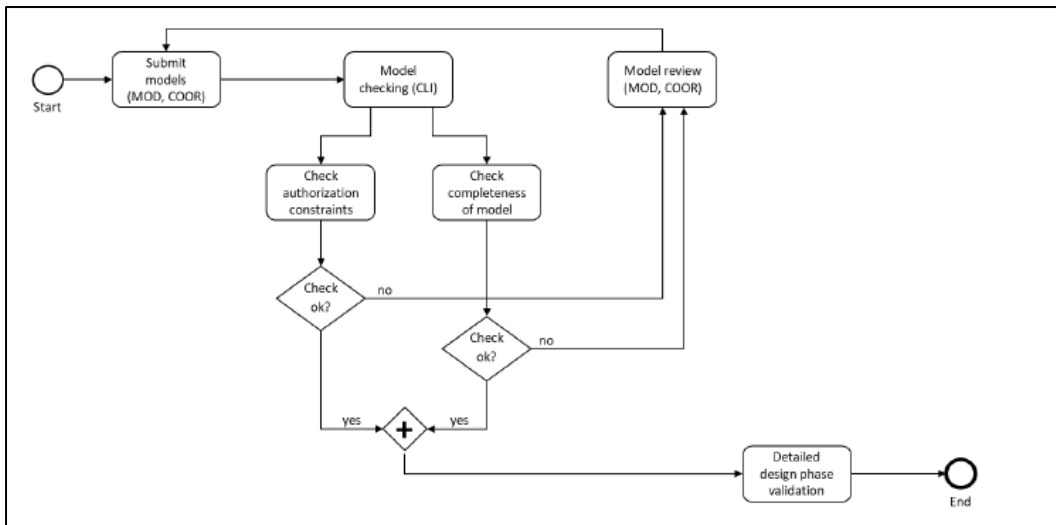 Submit
models
(MOD, COOR)
Model
checking (CLI)
Model review
(MOD, COOR)
Start
Check
authorization
constraints
Check
completeness
of model
Check
ok?
no
Check
ok?
no
yes
yes
Detailed
design phase
validation
End